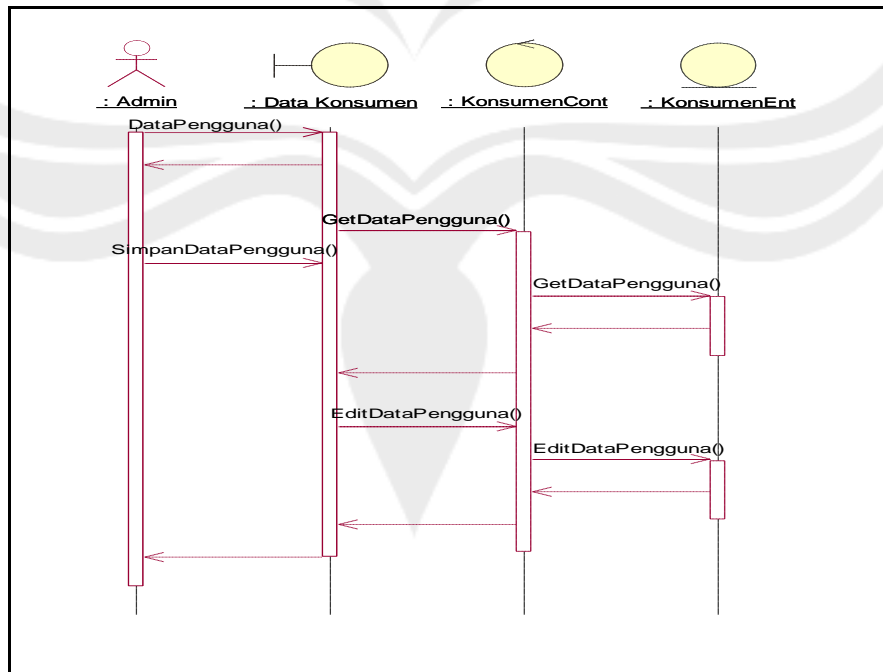 : Admin
: Data Konsumen
: KonsumenCont
: KonsumenEnt
DataPengguna()
GetDataPengguna()
SimpanDataPengguna()
GetDataPengguna()
EditDataPengguna()
EditDataPengguna()